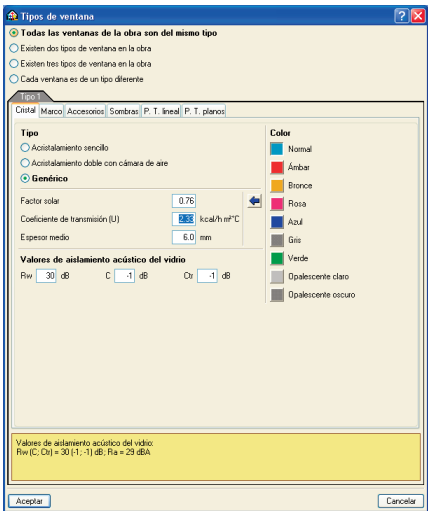 Tipos de ventana
Todas las ventanas de la obra son del mismo tipo
Existen dos tipos de ventana en la obra
Existen tres tipos de ventana en la obra
Cada ventana es de un tipo diferente
Tipo 1
Cristal Marco Accesorios Sombras P. T. lineal P. T. planos
Tipo
Acristalamiento sencillo
Acristalamiento doble con cámara de aire
Genérico
Factor solar 0.76
Coeficiente de transmisión (U) 2.33 kcal/h m²°C
Espesor medio 6.0 mm
Valores de aislamiento acústico del vidrio
Rw 30 dB C -1 dB Ctr -1 dB
Color
Normal
Ámbar
Bronce
Rosa
Azul
Gris
Verde
Opalescente claro
Opalescente oscuro
Valores de aislamiento acústico del vidrio:
Rw (C; Ctr) = 30 (-1; -1) dB; Ra = 29 dBA
Aceptar Cancelar